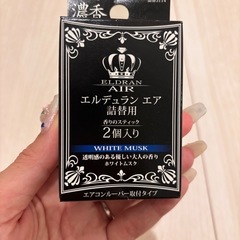 濃香
ELDRAN
AIR
エルデュラン エア
詰替用
香りのスティック
2個入り
WHITE MUSK
透明感のある優しい大人の香り
ホワイトムスク
エアコンルーバー取付タイプ